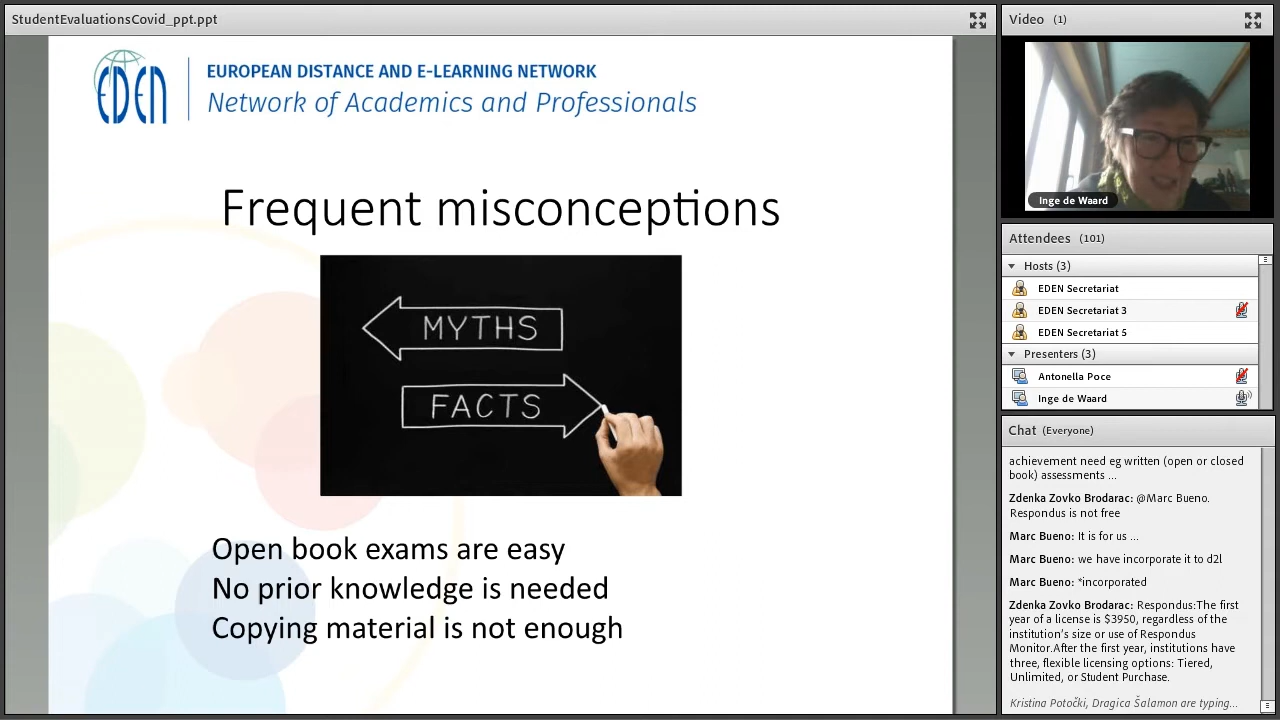 StudentEvaluationsCovid_ppt.ppt
EDEN
EUROPEAN DISTANCE AND E-LEARNING NETWORK
Network of Academics and Professionals
Frequent misconceptions
MYTHS
FACTS
Open book exams are easy
No prior knowledge is needed
Copying material is not enough
Video (1)
Inge de Waard
Attendees (101)
Hosts (3)
EDEN Secretariat
EDEN Secretariat 3
EDEN Secretariat 5
Presenters (3)
Antonella Poce
Inge de Waard
Chat (Everyone)
achievement need eg written (open or closed
book) assessments ...
Zdenka Zovko Brodarac: @Marc Bueno.
Respondus is not free
Marc Bueno: It is for us ...
Marc Bueno: we have incorporate it to d2l
Marc Bueno: *incorporated
Zdenka Zovko Brodarac: Respondus:The first
year of a license is $3950, regardless of the
institution's size or use of Respondus
Monitor.After the first year, institutions have
three, flexible licensing options: Tiered,
Unlimited, or Student Purchase.
Kristina Potočki, Dragica Šalamon are typing...